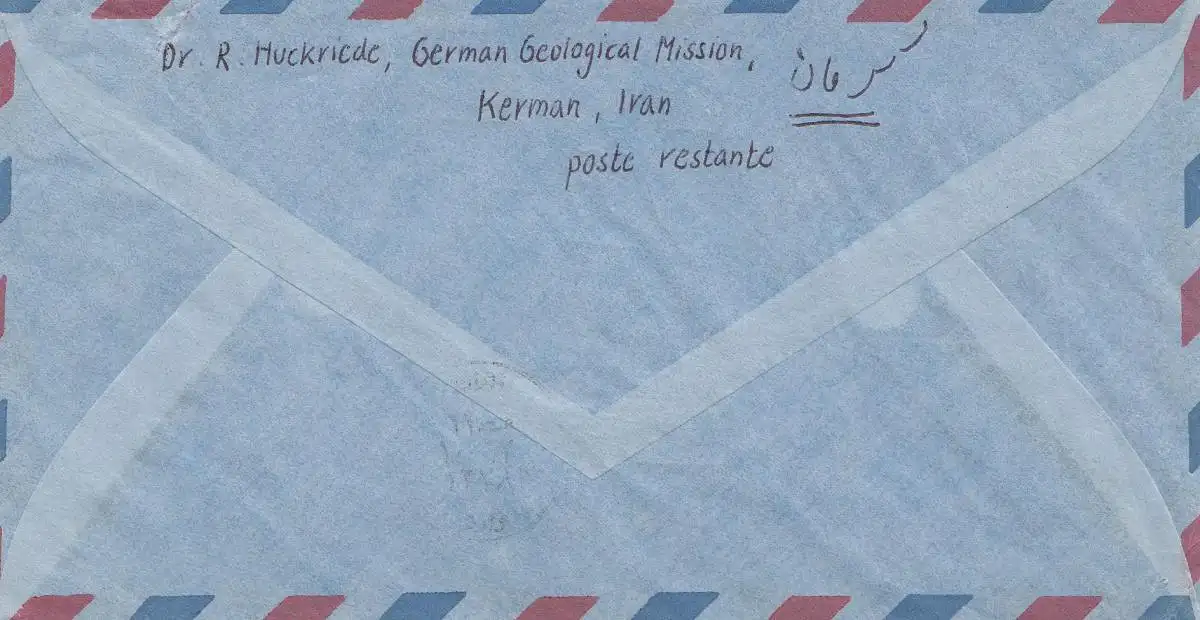 Dr. R. Huckriede, German Geological Mission, کرمان
Kerman, Iran
poste restante